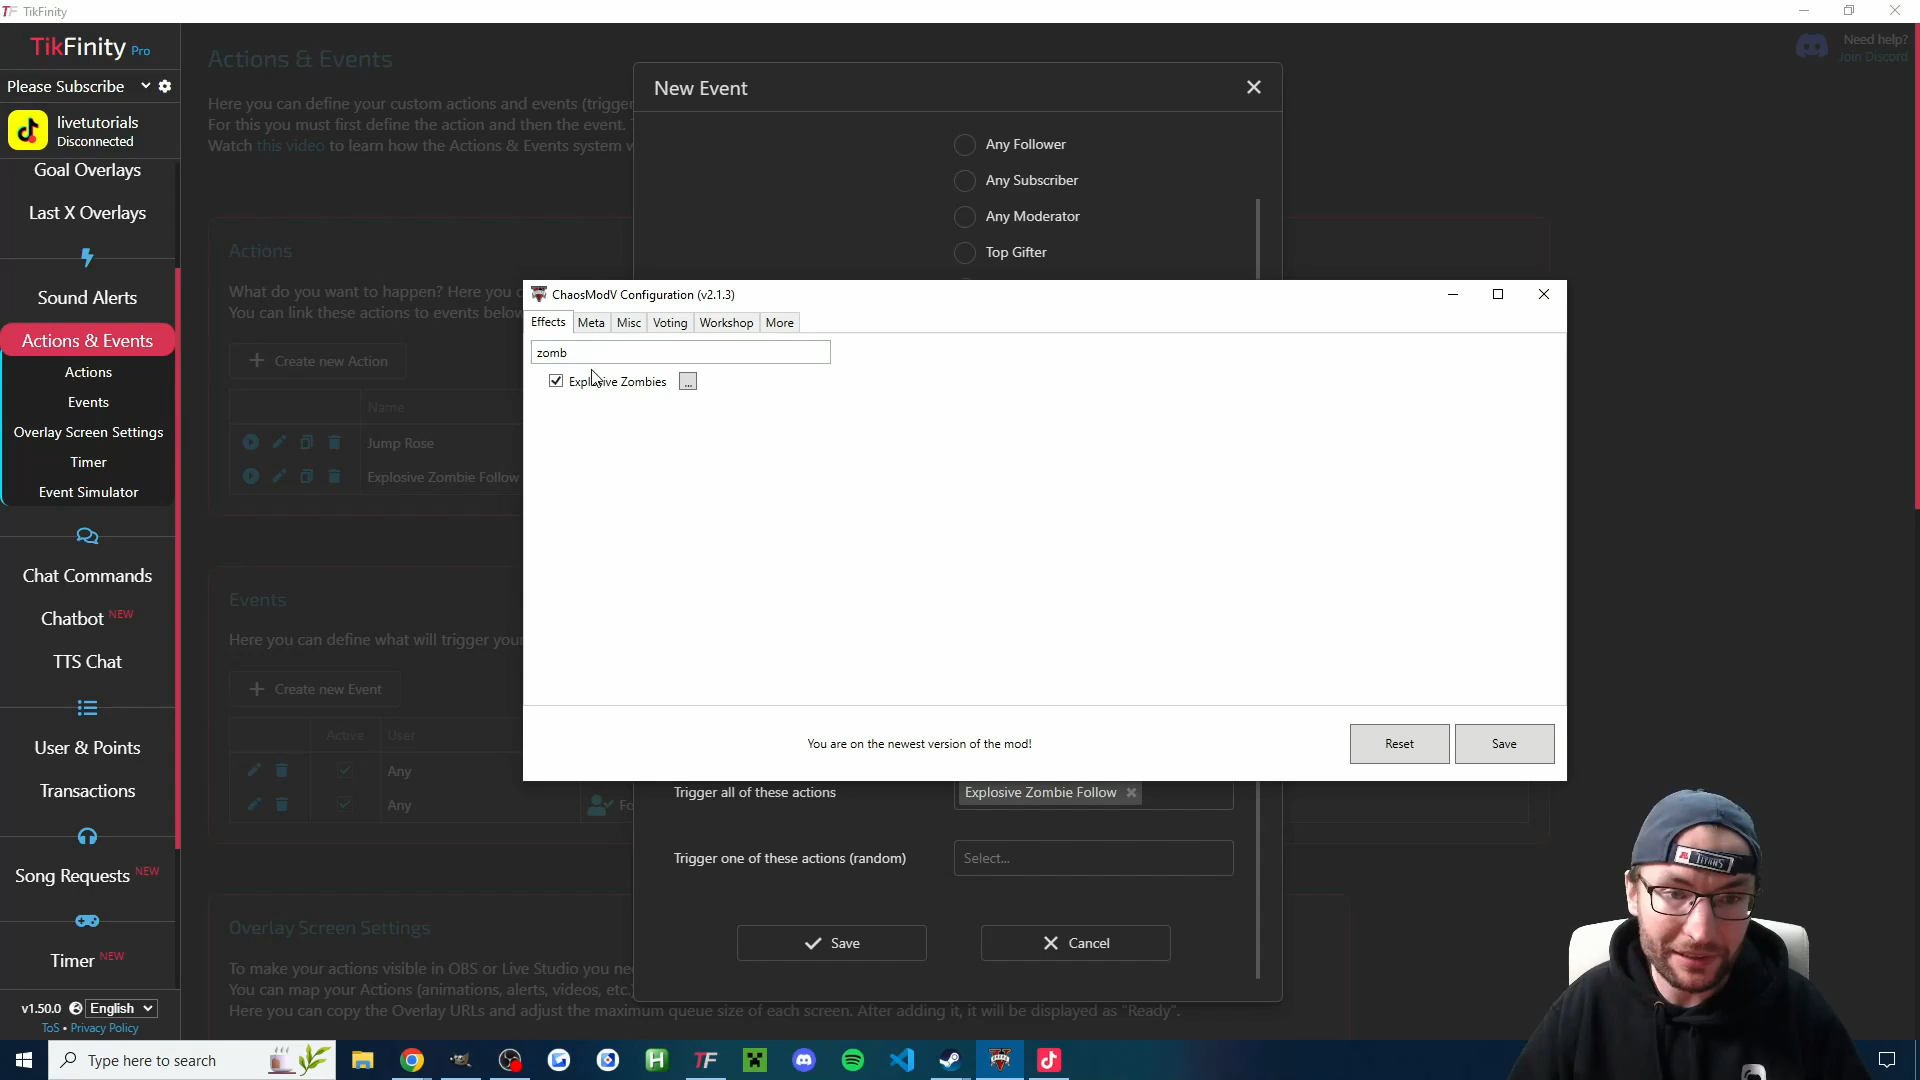 TF TikFinity
TikFinity Pro
Please Subscribe
livetutorials
Disconnected
Goal Overlays
Last X Overlays
Sound Alerts
Actions & Events
Actions
Events
Overlay Screen Settings
Timer
Event Simulator
Chat Commands
Chatbot NEW
TTS Chat
User & Points
Transactions
Song Requests NEW
Timer NEW
v1.50.0 English
ToS • Privacy Policy
Actions & Events
Here you can define your custom actions and events (trigger
For this you must first define the action and then the event.
Watch this video to learn how the Actions & Events system
Need help?
Join Discord
Actions
What do you want to happen? Here you
You can link these actions to events below
+ Create new Action
Name
Jump Rose
Explosive Zombie Follow
Events
Here you can define what will trigger your
+ Create new Event
Active User
Any
Any Fo
Overlay Screen Settings
To make your actions visible in OBS or Live Studio you ne
You can map your Actions (animations, alerts, videos, etc.)
Here you can copy the Overlay URLs and adjust the maximum queue size of each screen. After adding it, it will be displayed as "Ready".
New Event
Any Follower
Any Subscriber
Any Moderator
Top Gifter
ChaosModV Configuration (v2.1.3)
Effects Meta Misc Voting Workshop More
zomb
Explosive Zombies ...
You are on the newest version of the mod!
Reset Save
Trigger all of these actions Explosive Zombie Follow
Trigger one of these actions (random) Select...
Save Cancel
TITANS
Type here to search